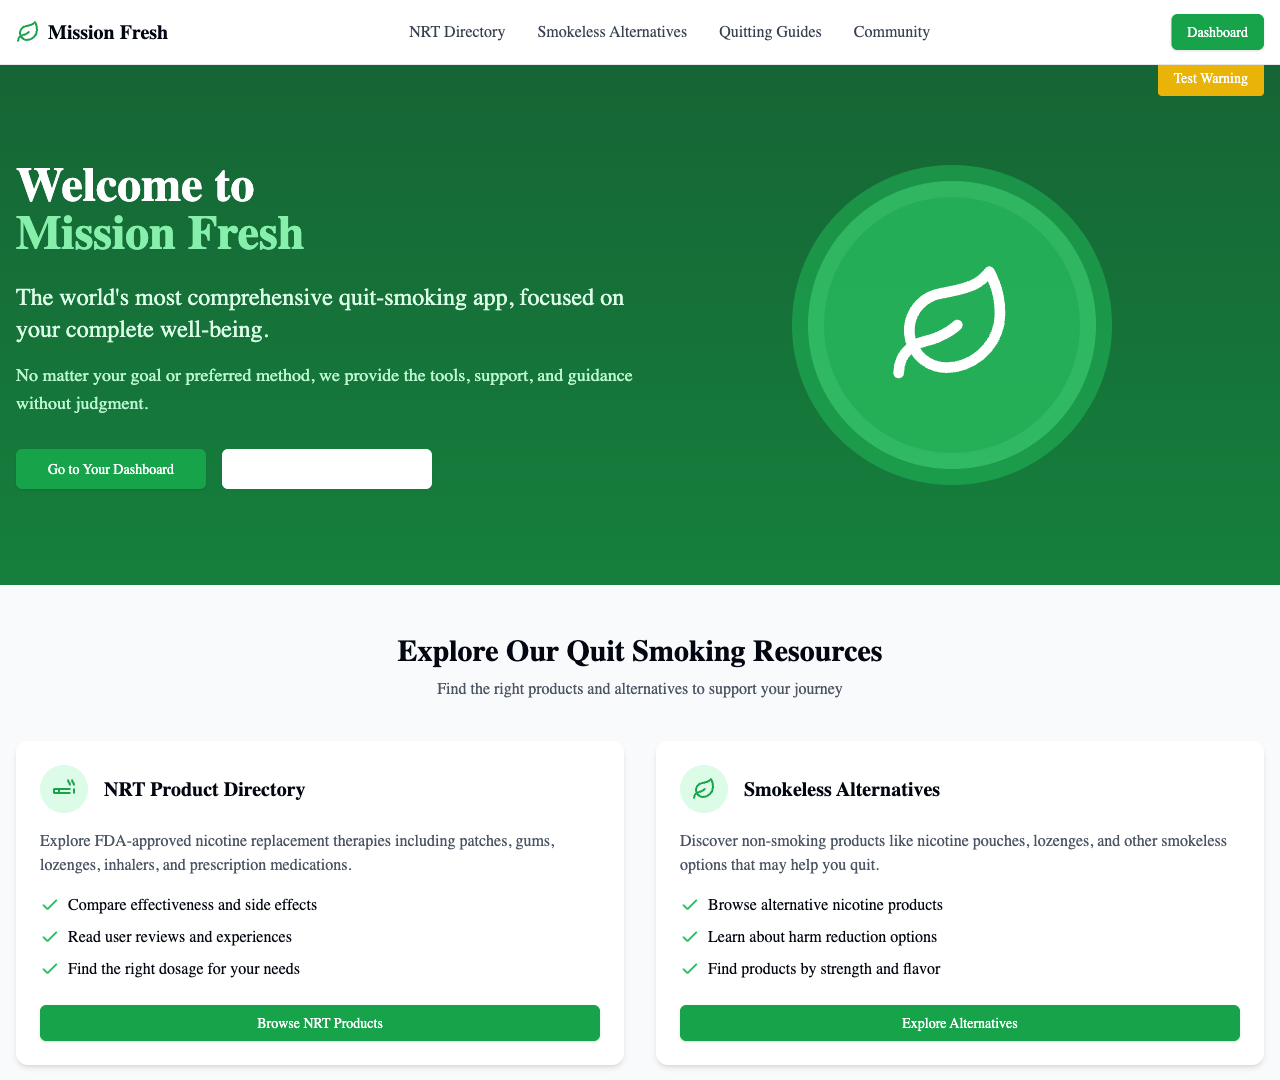 Mission Fresh
NRT Directory
Smokeless Alternatives
Quitting Guides
Community
Dashboard
Test Warning
Welcome to
Mission Fresh
The world's most comprehensive quit-smoking app, focused on
your complete well-being.
No matter your goal or preferred method, we provide the tools, support, and guidance
without judgment.
Go to Your Dashboard
Explore Our Quit Smoking Resources
Find the right products and alternatives to support your journey
NRT Product Directory
Explore FDA-approved nicotine replacement therapies including patches, gums,
lozenges, inhalers, and prescription medications.
Compare effectiveness and side effects
Read user reviews and experiences
Find the right dosage for your needs
Browse NRT Products
Smokeless Alternatives
Discover non-smoking products like nicotine pouches, lozenges, and other smokeless
options that may help you quit.
Browse alternative nicotine products
Learn about harm reduction options
Find products by strength and flavor
Explore Alternatives